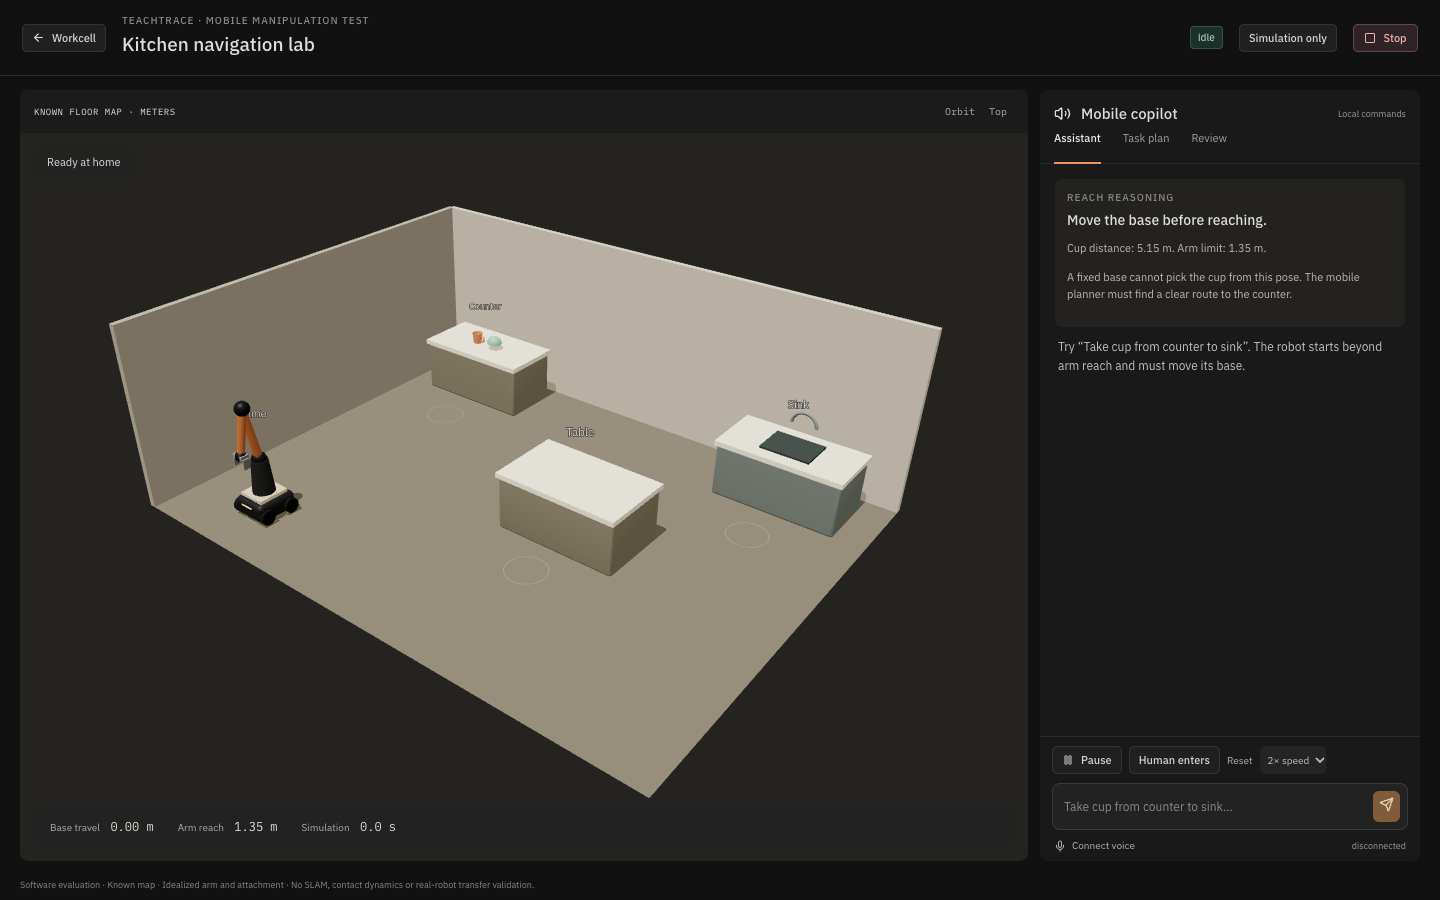 Workcell
TEACHTRACE · MOBILE MANIPULATION TEST
Kitchen navigation lab
idle
Simulation only
Stop
KNOWN FLOOR MAP · METERS
Orbit
Top
Ready at home
Counter
Sink
Table
Base travel 0.00 m
Arm reach 1.35 m
Simulation 0.0 s
Mobile copilot
Local commands
Assistant
Task plan
Review
REACH REASONING
Move the base before reaching.
Cup distance: 5.15 m. Arm limit: 1.35 m.
A fixed base cannot pick the cup from this pose. The mobile
planner must find a clear route to the counter.
Try “Take cup from counter to sink”. The robot starts beyond
arm reach and must move its base.
Pause
Human enters
Reset
2× speed
Take cup from counter to sink...
Connect voice
disconnected
Software evaluation · Known map · Idealized arm and attachment · No SLAM, contact dynamics or real-robot transfer validation.